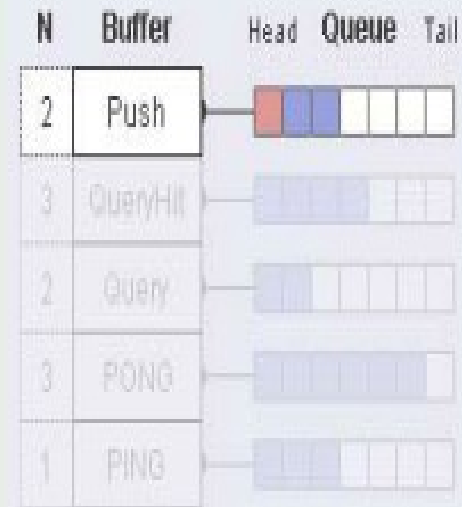 N Buffer Head Queue Tail
2 Push
3 QueryHit
2 Query
3 PONG
1 PING